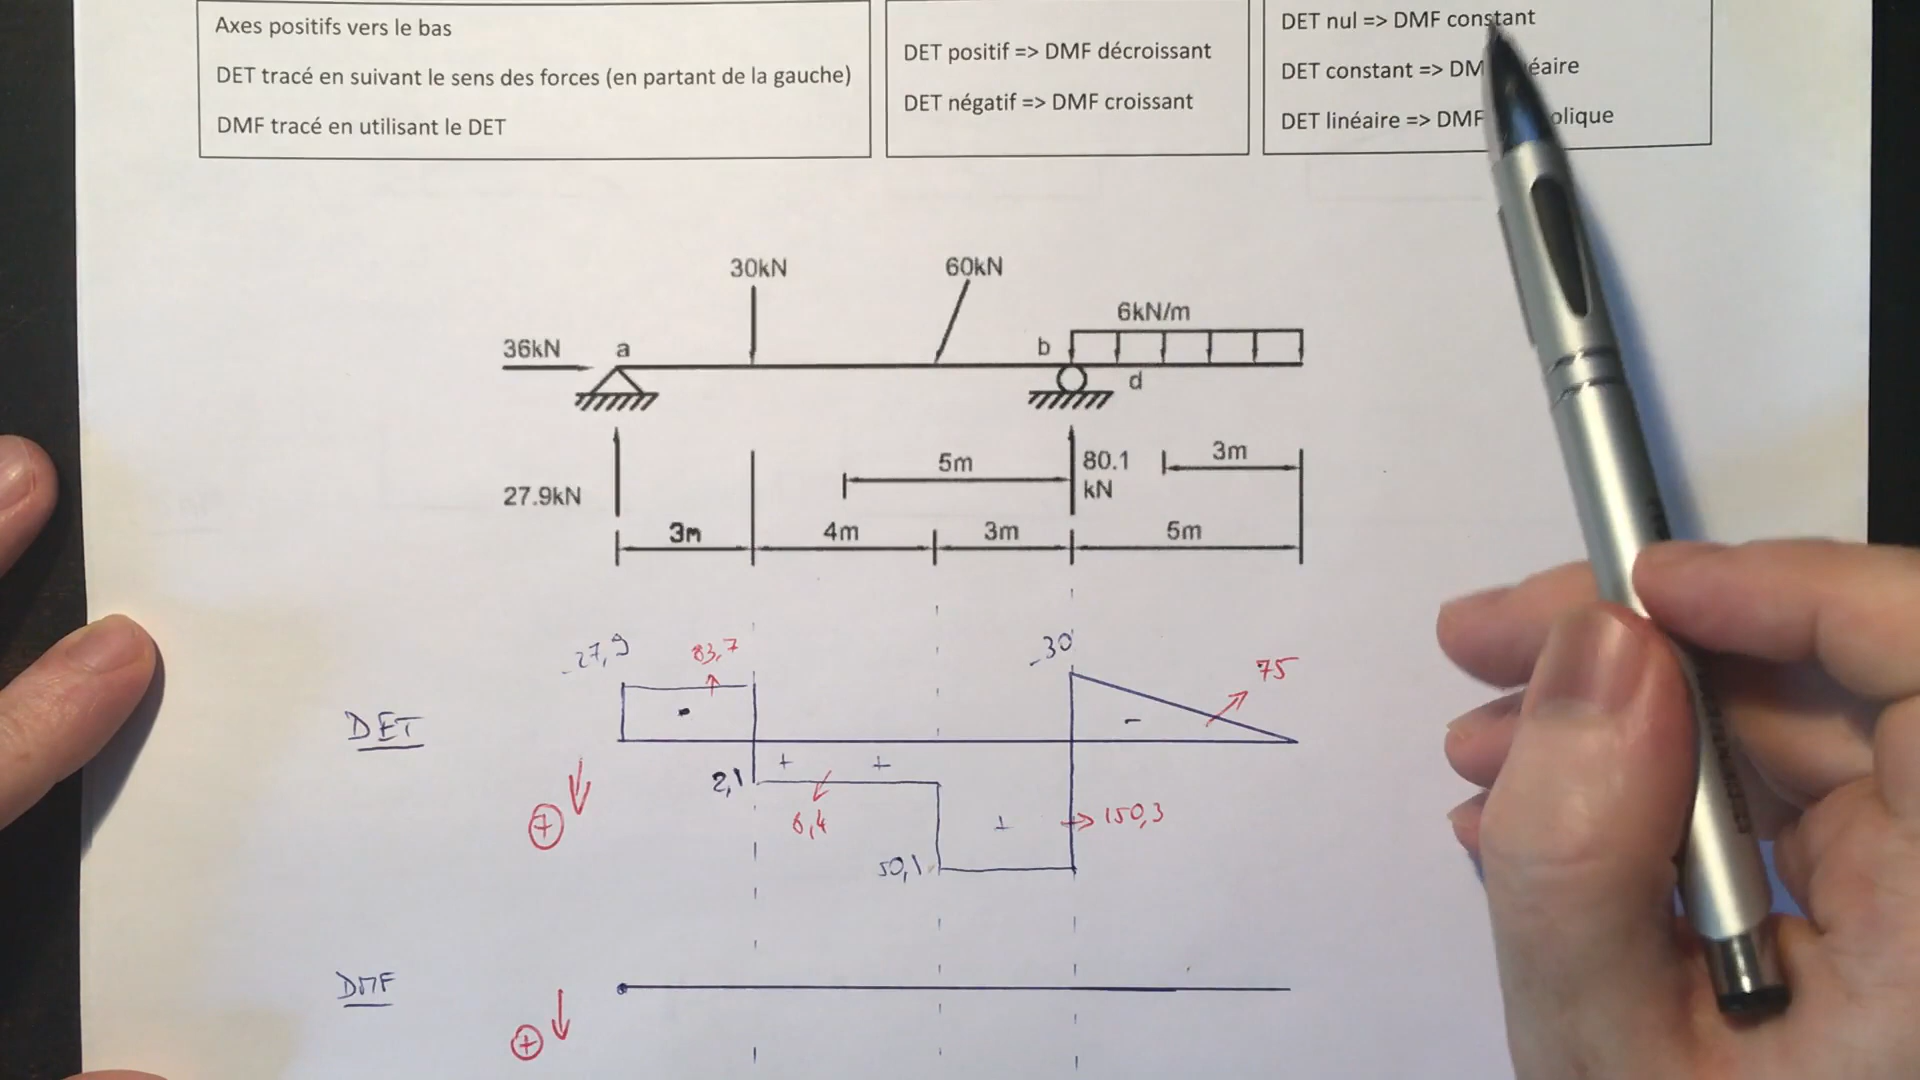 Axes positifs vers le bas
DET tracé en suivant le sens des forces (en partant de la gauche)
DMF tracé en utilisant le DET
DET positif => DMF décroissant
DET négatif => DMF croissant
DET nul => DMF constant
DET constant => DM éaire
DET linéaire => DMF olique
30kN
60kN
6kN/m
36kN
a
b
d
27.9kN
5m
80.1
kN
3m
3m
4m
3m
5m
-27,9
83,7
-30
75
DET
-
-
+
+
2,1
+
8,4
+
150,3
50,1
DMF
+